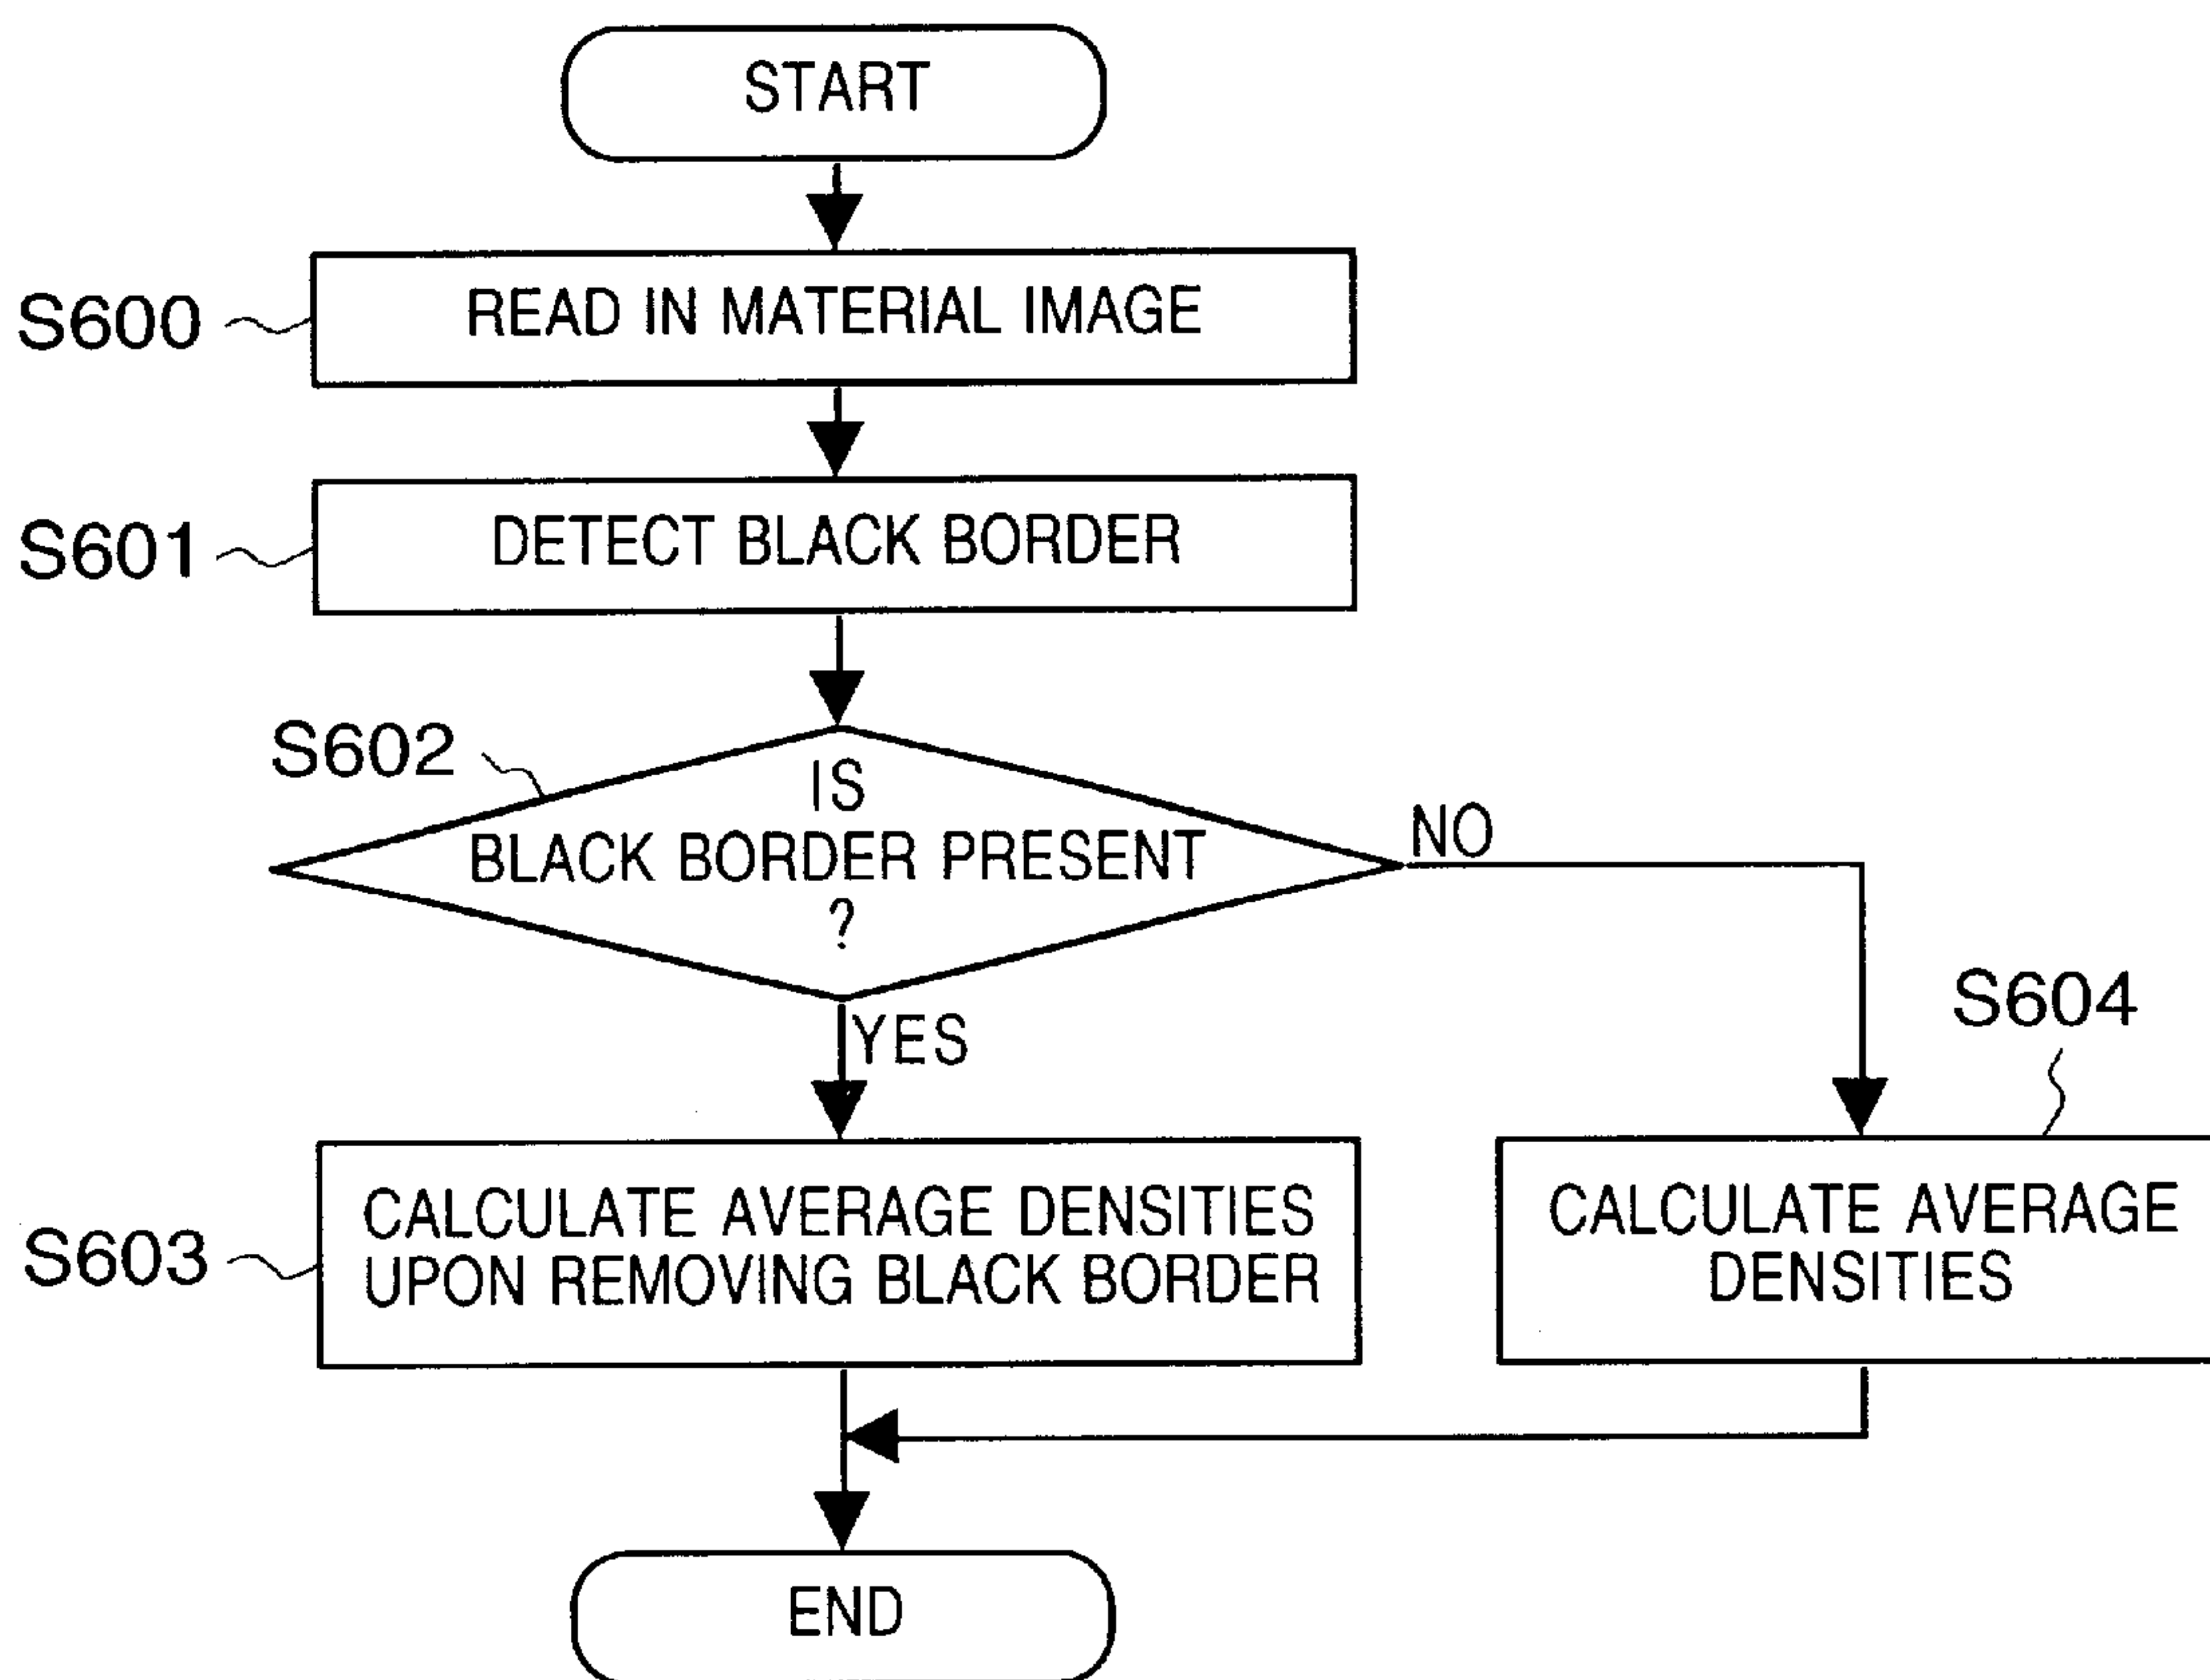 START
S600
READ IN MATERIAL IMAGE
S601
DETECT BLACK BORDER
S602
IS
BLACK BORDER PRESENT
?
NO
YES
S604
S603
CALCULATE AVERAGE DENSITIES
UPON REMOVING BLACK BORDER
CALCULATE AVERAGE
DENSITIES
END